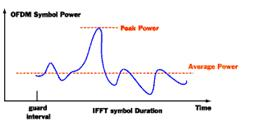 OFDM Symbol Power
Peak Power
Average Power
guard
interval
IFFT symbol Duration
Time